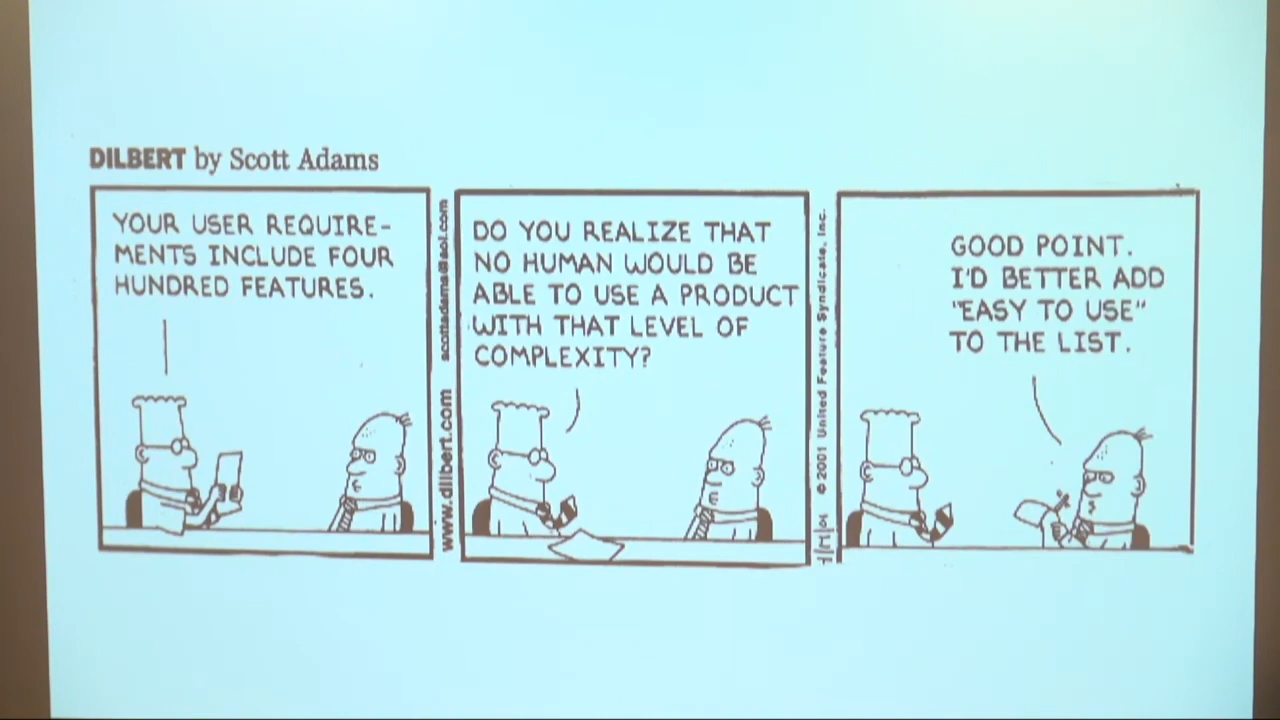 DILBERT by Scott Adams
YOUR USER REQUIRE-
MENTS INCLUDE FOUR
HUNDRED FEATURES.
www.dilbert.com scottadams@aol.com
DO YOU REALIZE THAT
NO HUMAN WOULD BE
ABLE TO USE A PRODUCT
WITH THAT LEVEL OF
COMPLEXITY?
© 2001 United Feature Syndicate, Inc.
GOOD POINT.
I'D BETTER ADD
"EASY TO USE"
TO THE LIST.